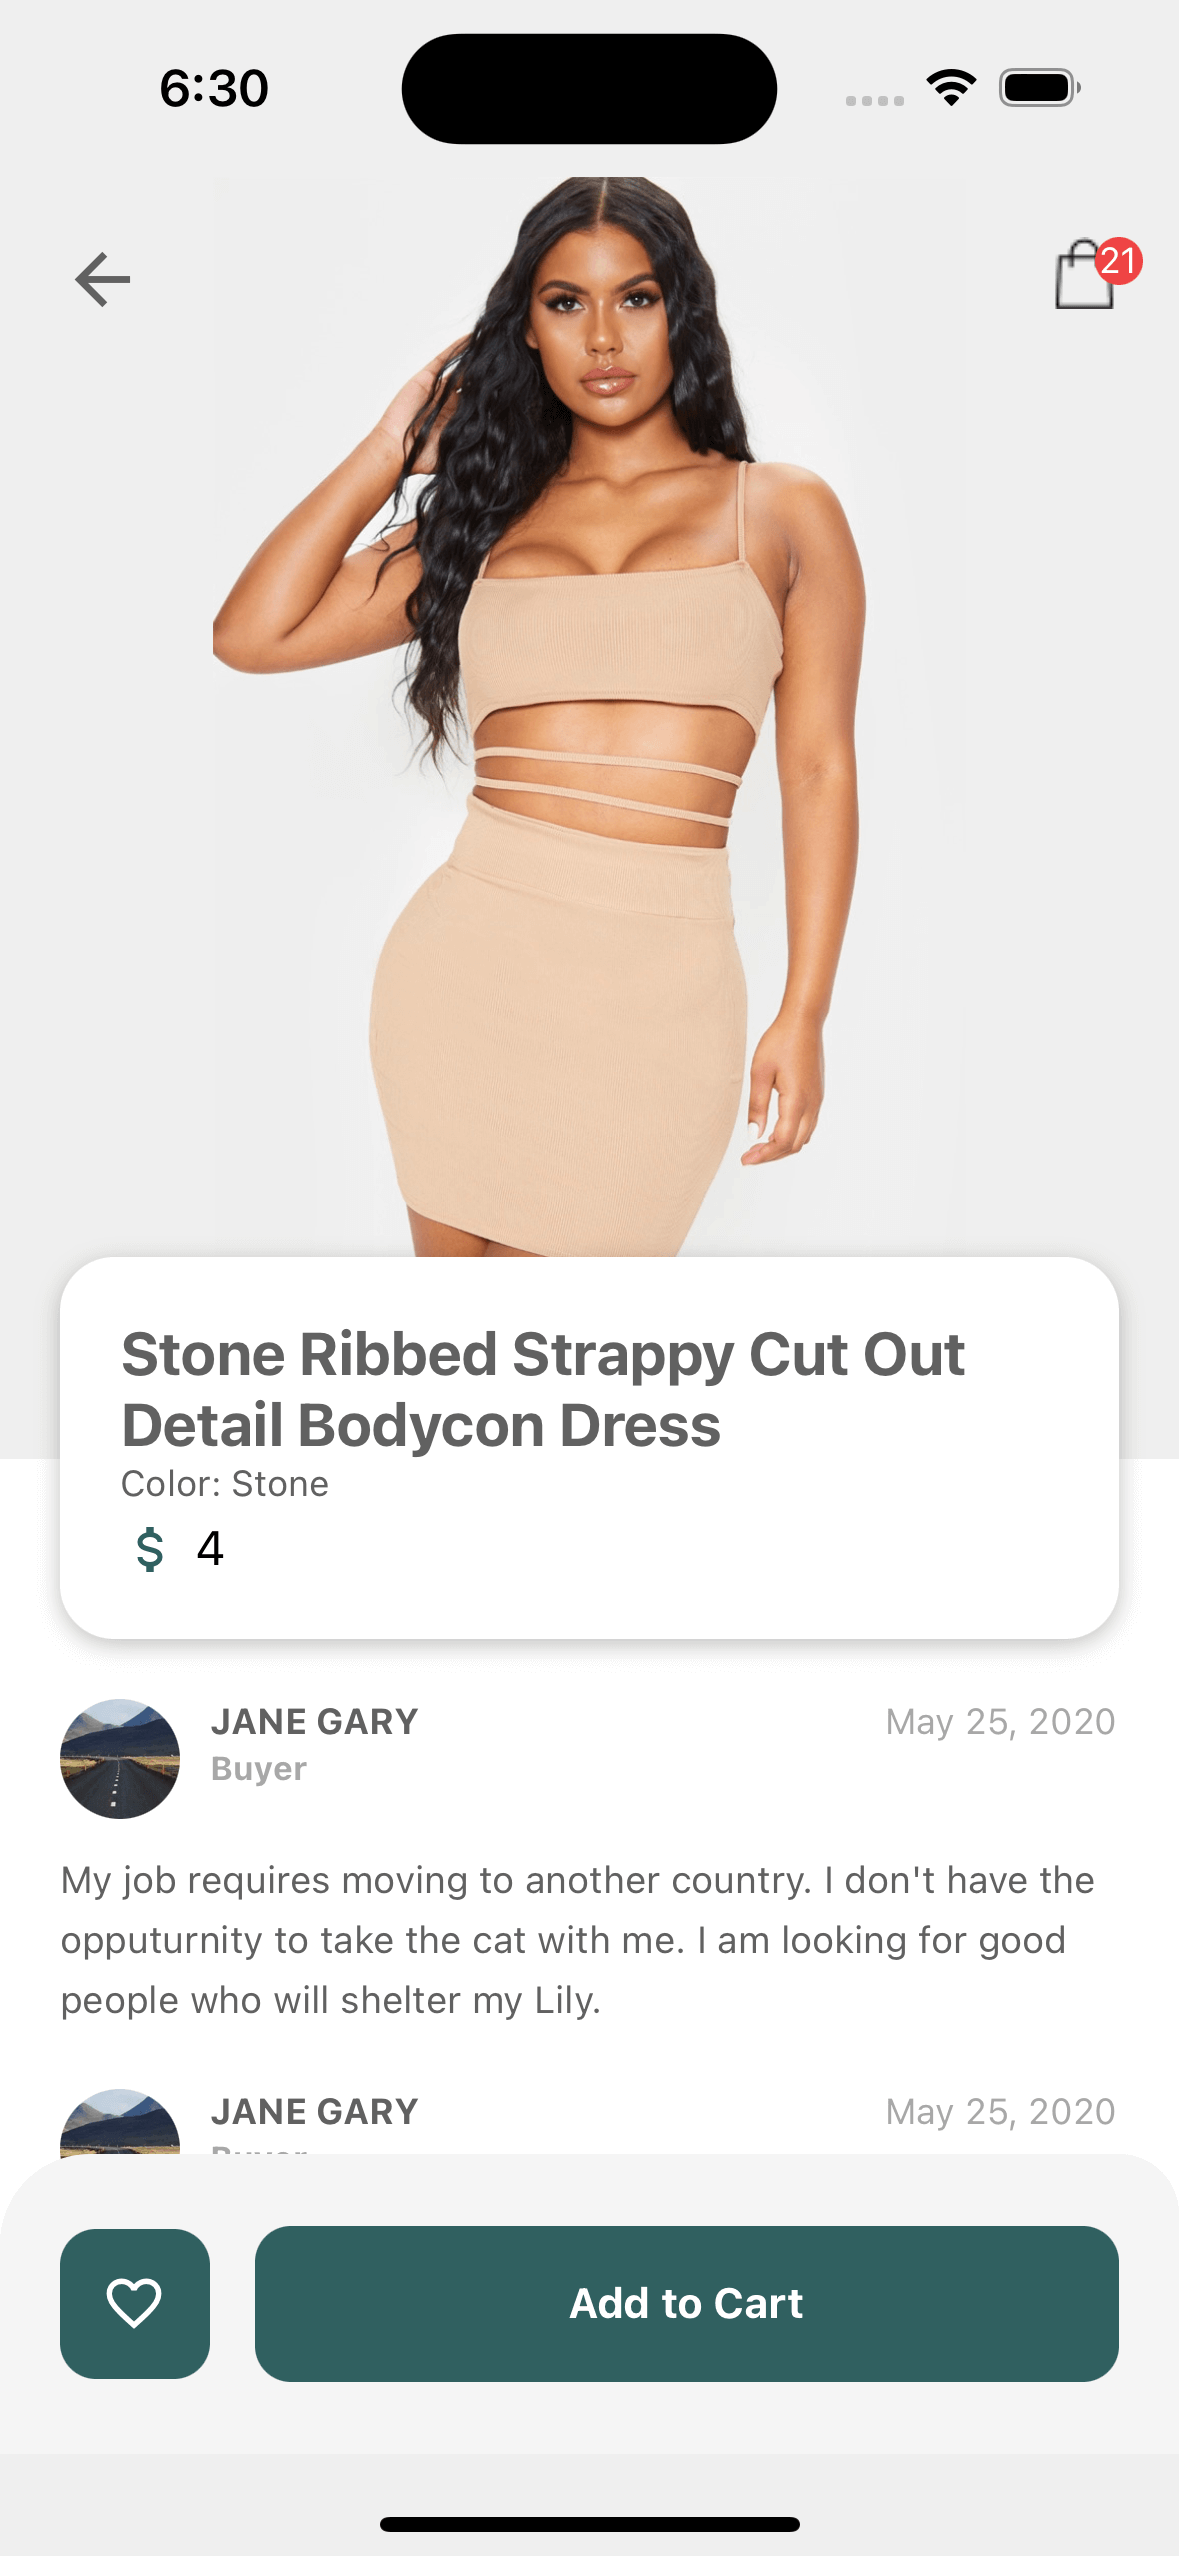 6:30
21
Stone Ribbed Strappy Cut Out
Detail Bodycon Dress
Color: Stone
$ 4
JANE GARY
May 25, 2020
Buyer
My job requires moving to another country. I don't have the
opputurnity to take the cat with me. I am looking for good
people who will shelter my Lily.
JANE GARY
May 25, 2020
Buyer
Add to Cart